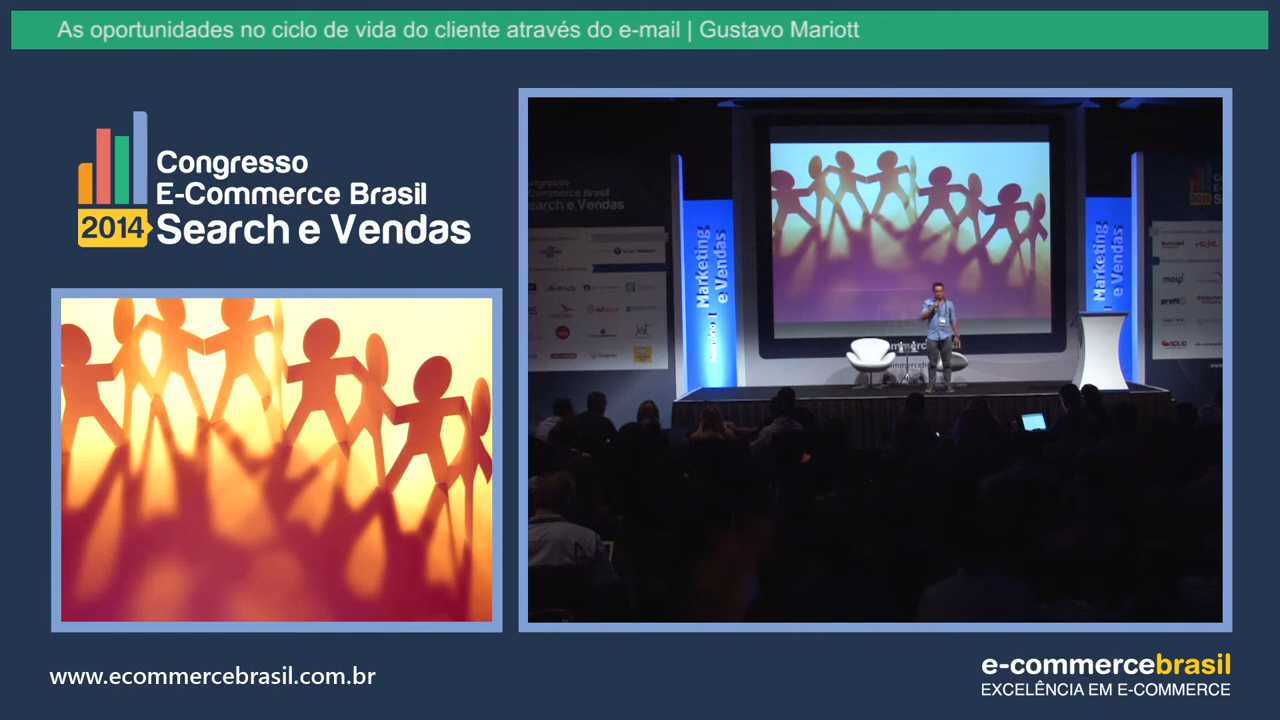 As oportunidades no ciclo de vida do cliente através do e-mail | Gustavo Mariott
Congresso
E-Commerce Brasil
2014 Search e Vendas
Marketing
e Vendas
Marketing
e Vendas
moip
www.ecommercebrasil.com.br
e-commercebrasil
EXCELÊNCIA EM E-COMMERCE